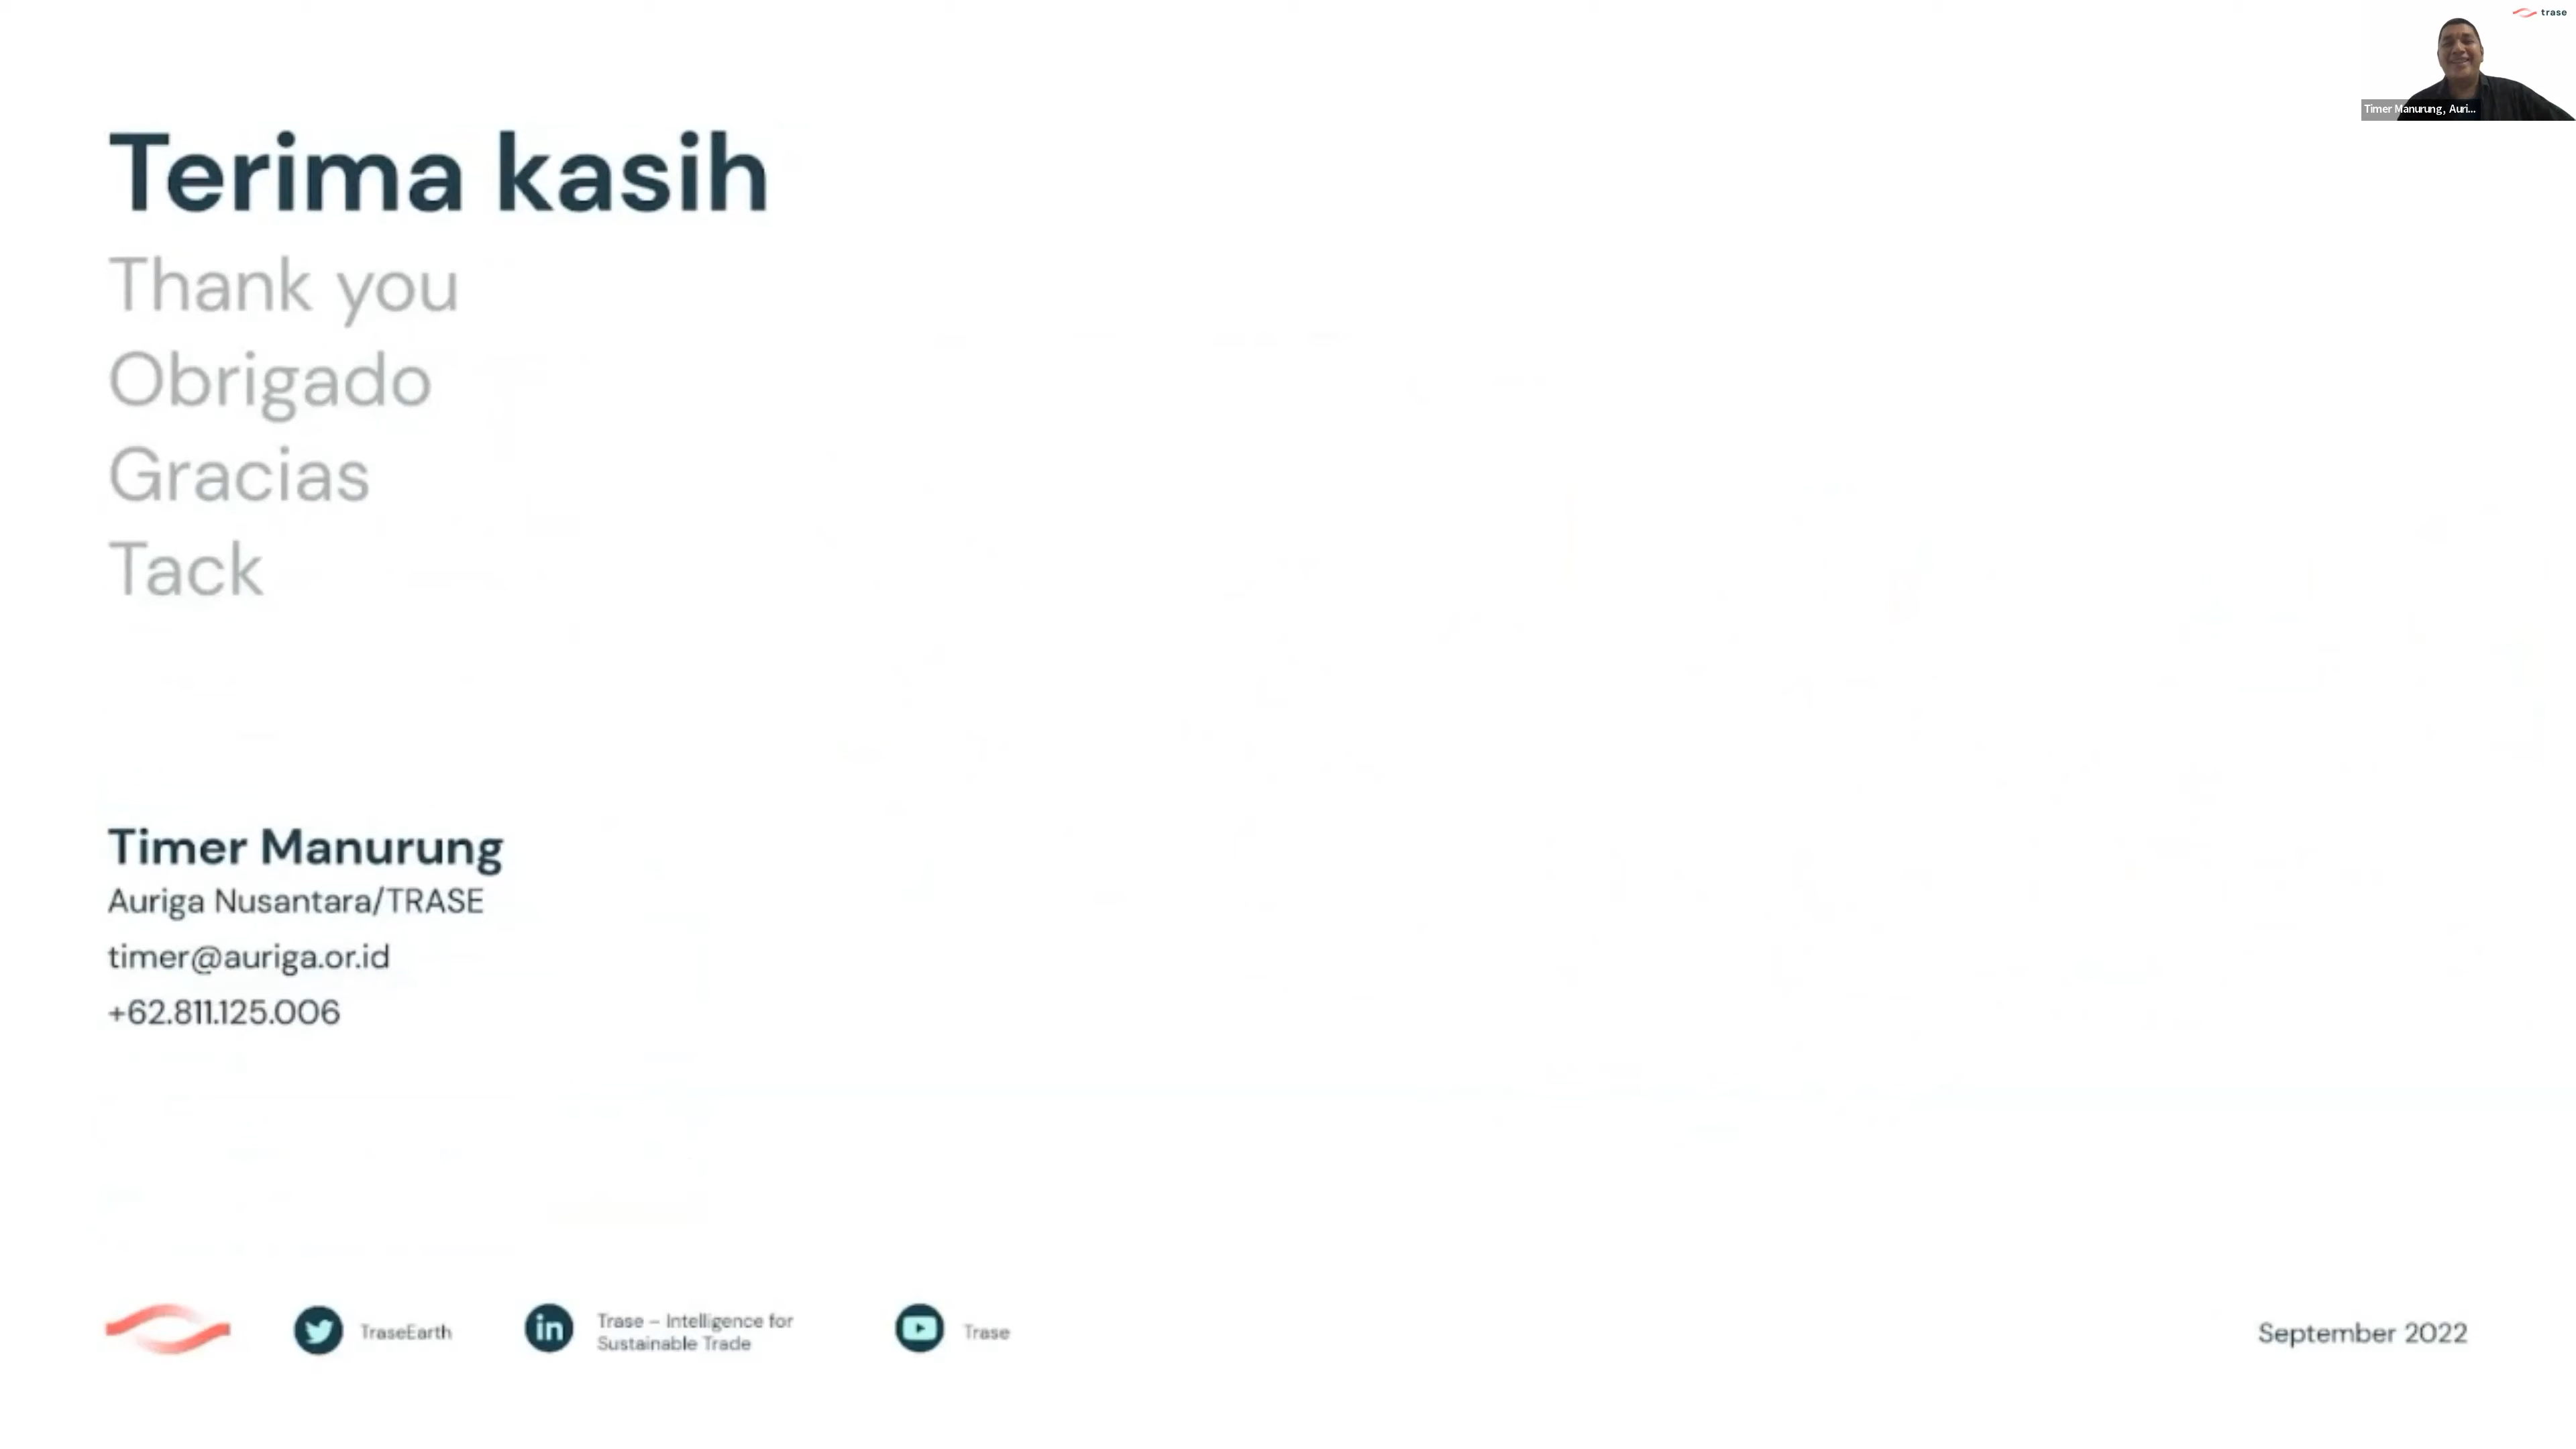 trase
Timer Manurung, Auri...
Terima kasih
Thank you
Obrigado
Gracias
Tack
Timer Manurung
Auriga Nusantara/TRASE
timer@auriga.or.id
+62.811.125.006
TraseEarth
Trase – Intelligence for
Sustainable Trade
Trase
September 2022